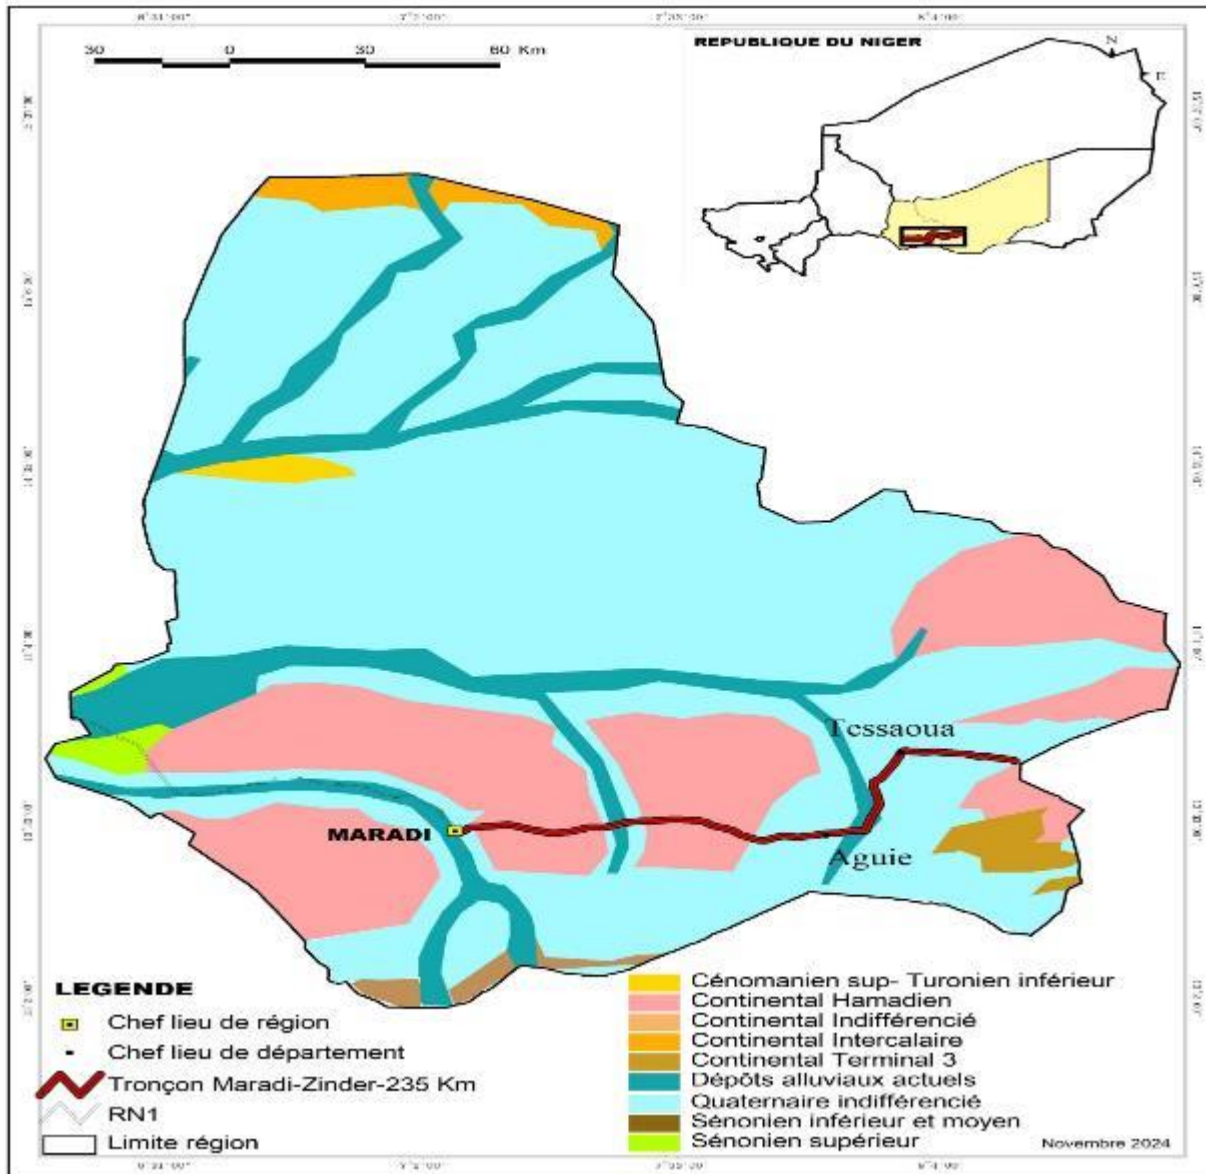 30 0 30 60 Km
REPUBLIQUE DU NIGER
N
E
Tessaoua
MARADI
Aguie
LEGENDE
Chef lieu de région
Chef lieu de département
Tronçon Maradi-Zinder-235 Km
RN1
Limite région
Cénomanien sup- Turonien inférieur
Continental Hamadien
Continental Indifférencié
Continental Intercalaire
Continental Terminal 3
Dépôts alluviaux actuels
Quaternaire indifférencié
Sénonien inférieur et moyen
Sénonien supérieur
Novembre 2024